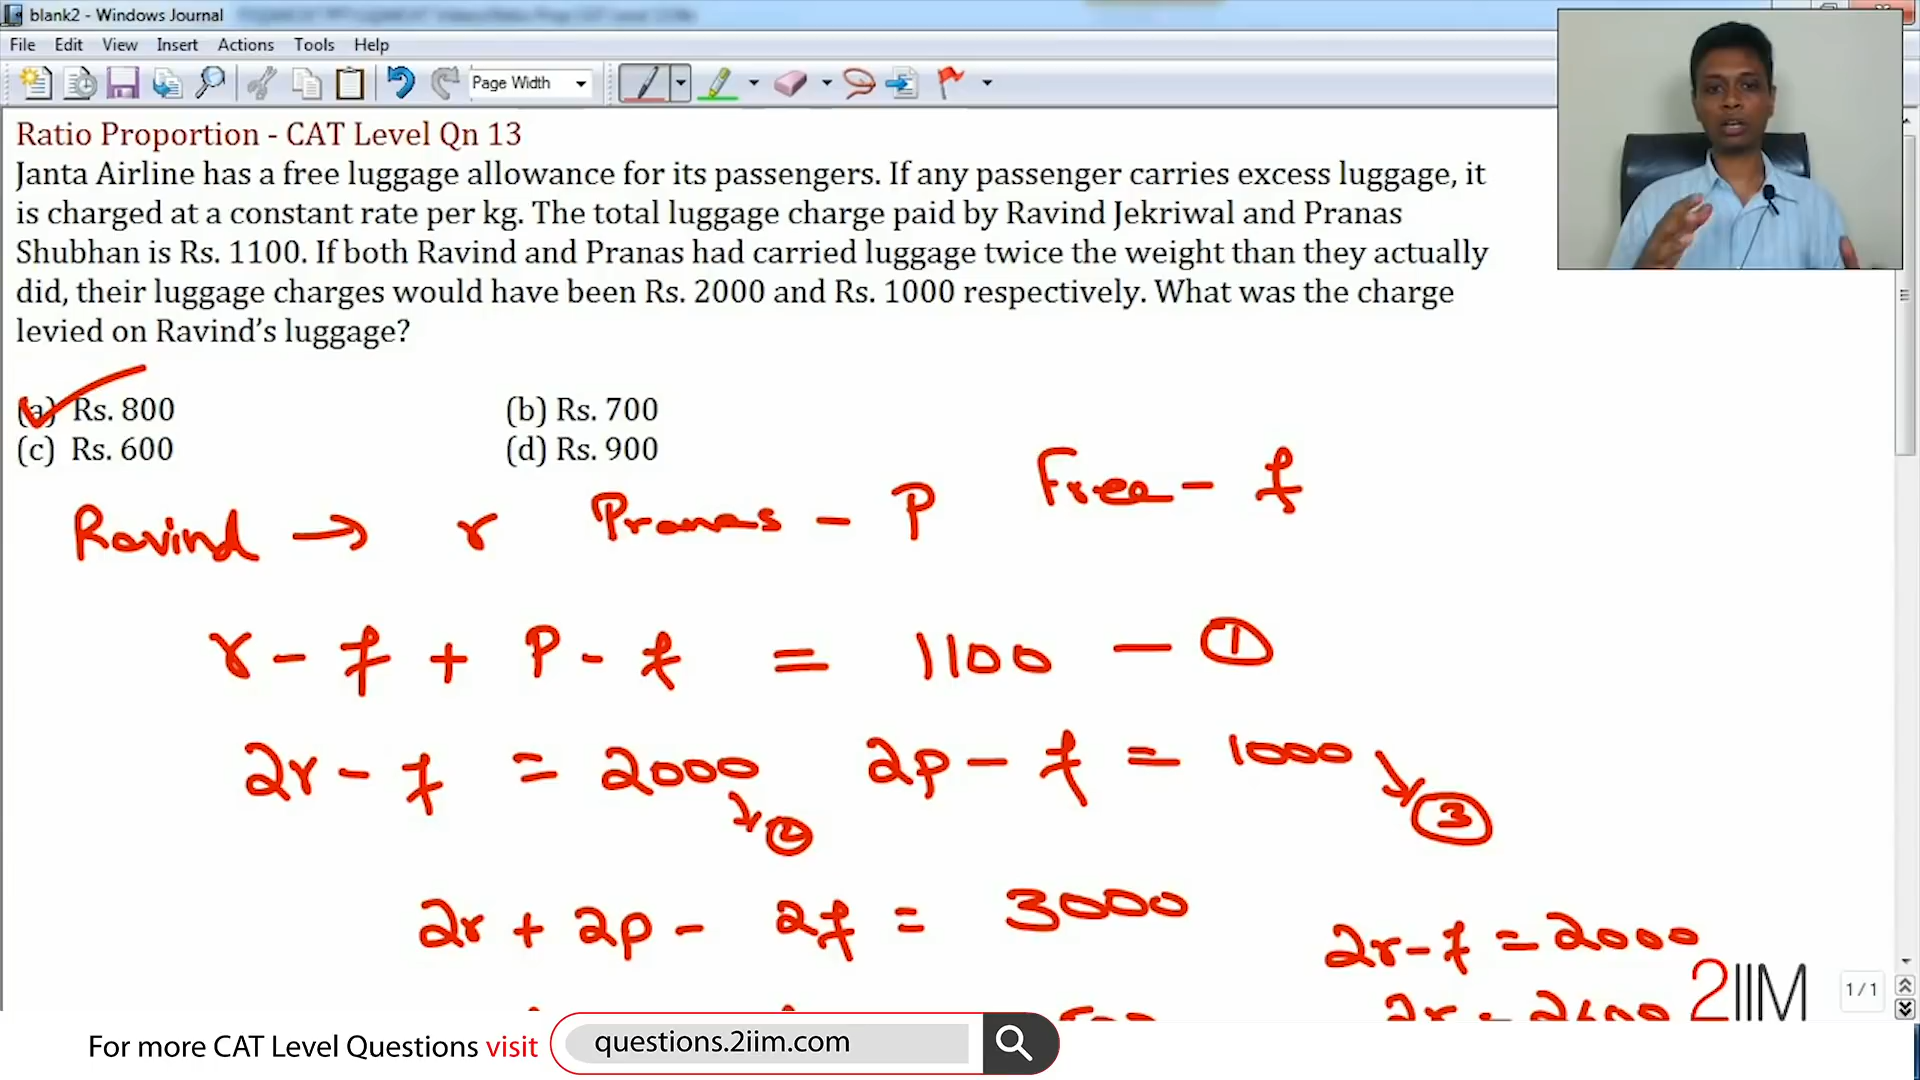 blank2 - Windows Journal
File Edit View Insert Actions Tools Help
Page Width
Ratio Proportion - CAT Level Qn 13
Janta Airline has a free luggage allowance for its passengers. If any passenger carries excess luggage, it
is charged at a constant rate per kg. The total luggage charge paid by Ravind Jekriwal and Pranas
Shubhan is Rs. 1100. If both Ravind and Pranas had carried luggage twice the weight than they actually
did, their luggage charges would have been Rs. 2000 and Rs. 1000 respectively. What was the charge
levied on Ravind's luggage?
(a) Rs. 800 (b) Rs. 700
(c) Rs. 600 (d) Rs. 900
Ravind → r Pranas - P Free - f
r - f + P - f = 1100 - ①
2r - f = 2000 2p - f = 1000
② ③
2r + 2p - 2f = 3000
2r - f = 2000
2IIM
1 / 1
For more CAT Level Questions visit questions.2iim.com